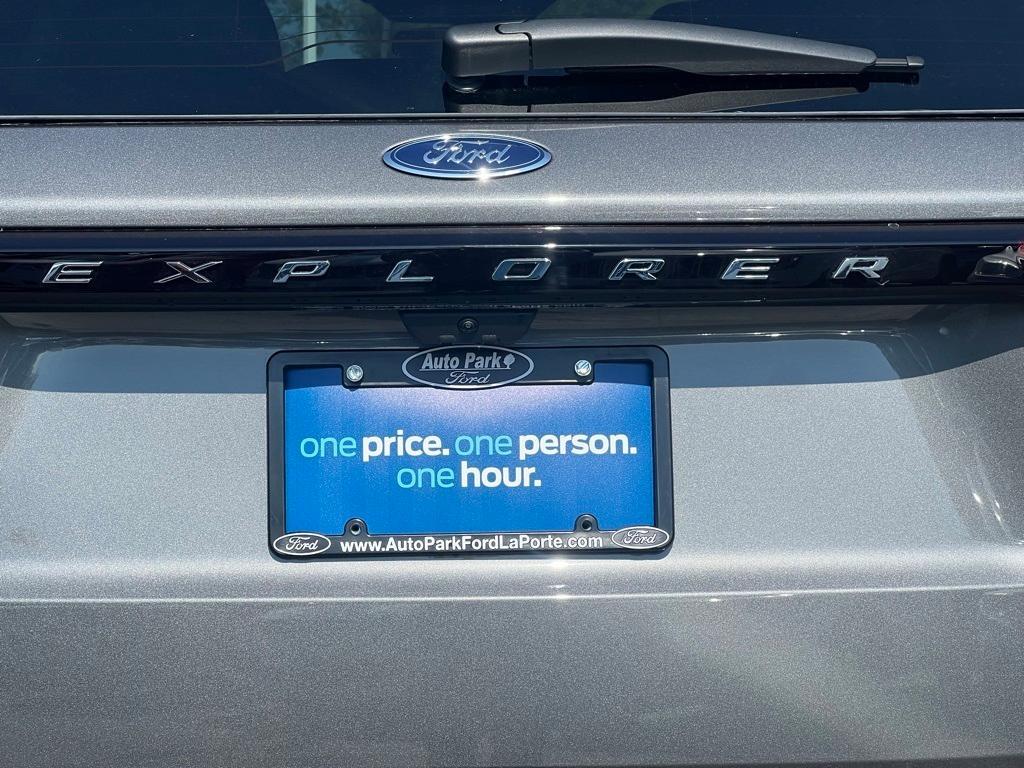 Ford
EXPLORER
Auto Park
Ford
one price. one person.
one hour.
Ford www.AutoParkFordLaPorte.com Ford